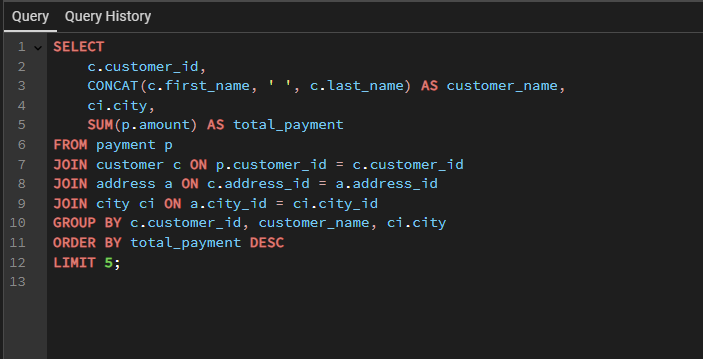 Query Query History
1 SELECT
2 c.customer_id,
3 CONCAT(c.first_name, ' ', c.last_name) AS customer_name,
4 ci.city,
5 SUM(p.amount) AS total_payment
6 FROM payment p
7 JOIN customer c ON p.customer_id = c.customer_id
8 JOIN address a ON c.address_id = a.address_id
9 JOIN city ci ON a.city_id = ci.city_id
10 GROUP BY c.customer_id, customer_name, ci.city
11 ORDER BY total_payment DESC
12 LIMIT 5;
13